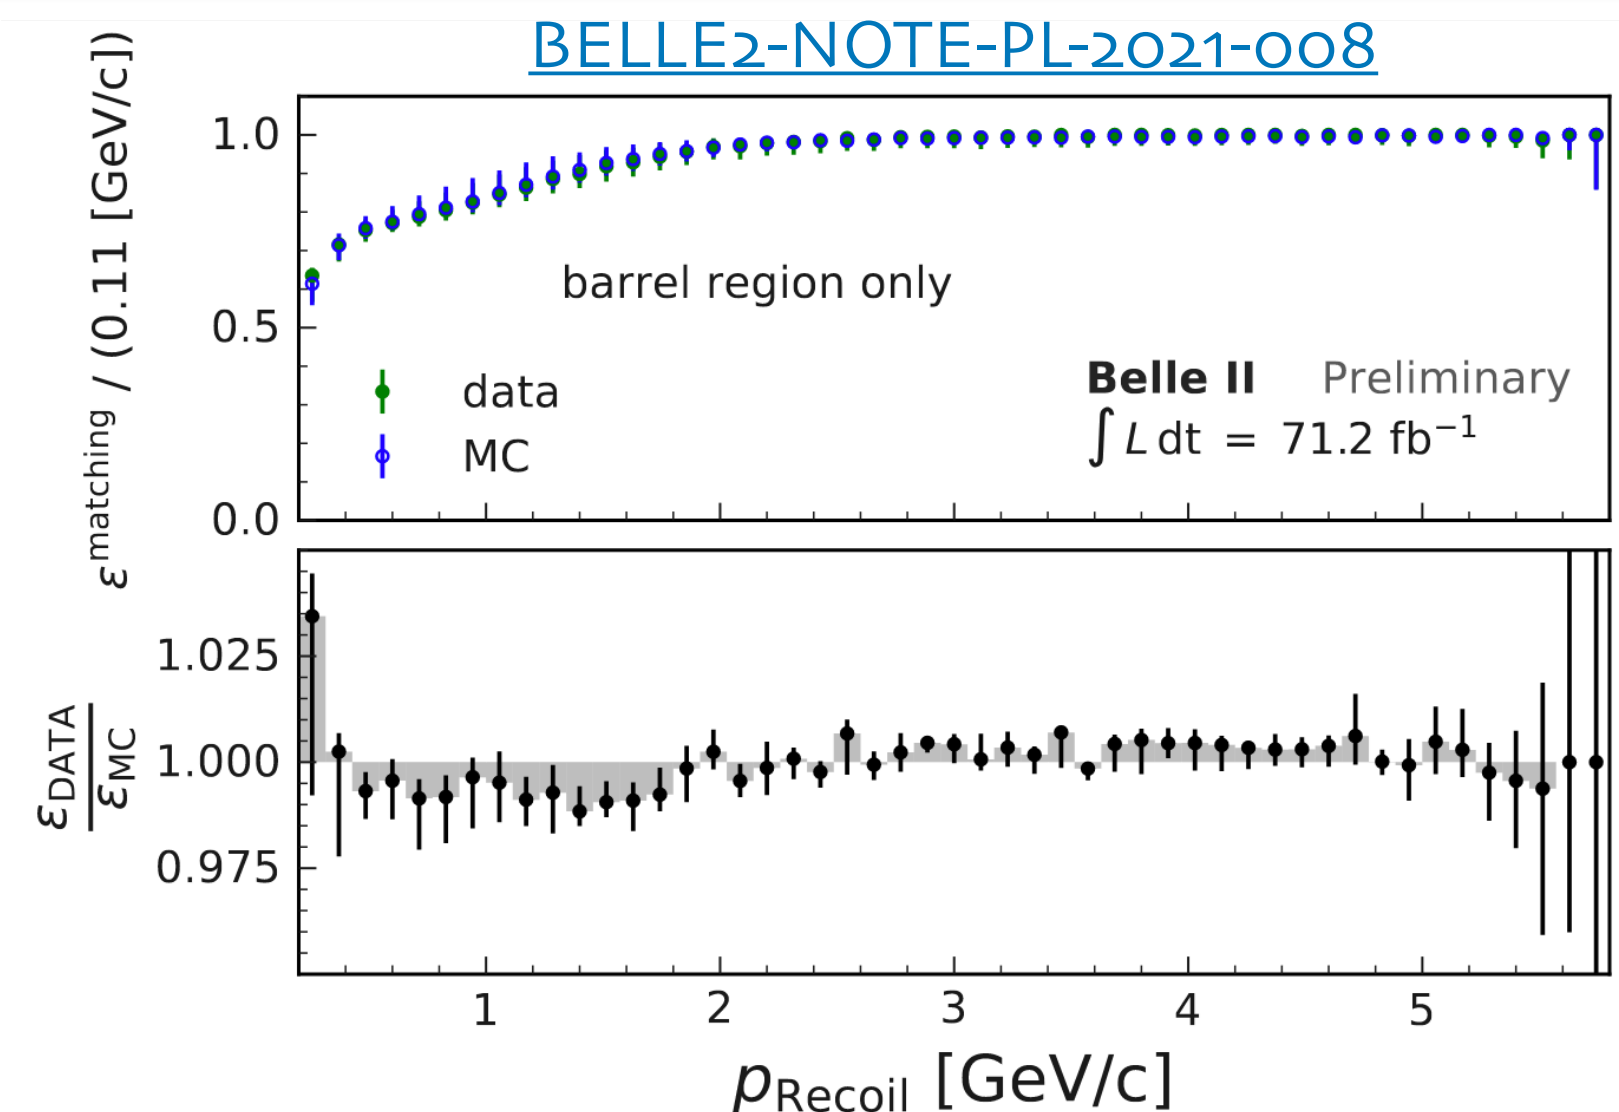 BELLE2-NOTE-PL-2021-008
ε^matching / (0.11 [GeV/c])
1.0
0.5
0.0
barrel region only
data
MC
Belle II Preliminary
∫ L dt = 71.2 fb⁻¹
ε_DATA
ε_MC
1.025
1.000
0.975
1 2 3 4 5
p_Recoil [GeV/c]